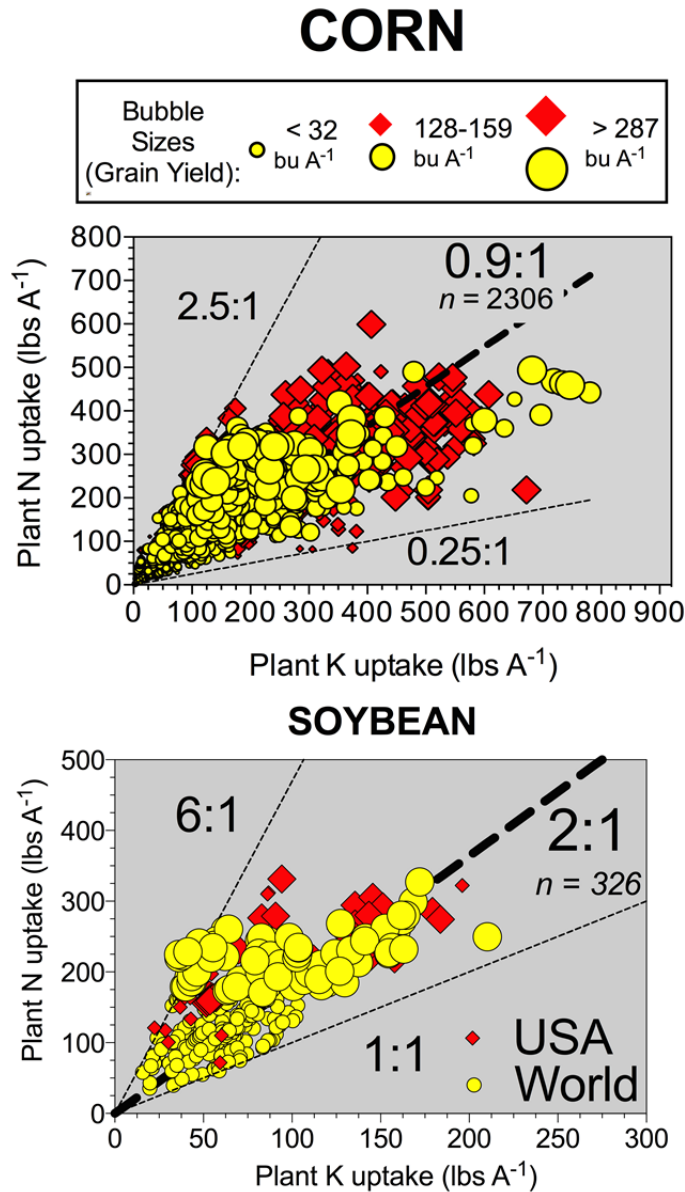 CORN
Bubble
Sizes
(Grain Yield):
< 32
bu A⁻¹
128-159
bu A⁻¹
> 287
bu A⁻¹
800
700
600
500
400
300
200
100
0
Plant N uptake (lbs A⁻¹)
2.5:1
0.9:1
n = 2306
0.25:1
0 100 200 300 400 500 600 700 800 900
Plant K uptake (lbs A⁻¹)
SOYBEAN
500
400
300
200
100
0
Plant N uptake (lbs A⁻¹)
6:1
2:1
n = 326
1:1
USA
World
0 50 100 150 200 250 300
Plant K uptake (lbs A⁻¹)